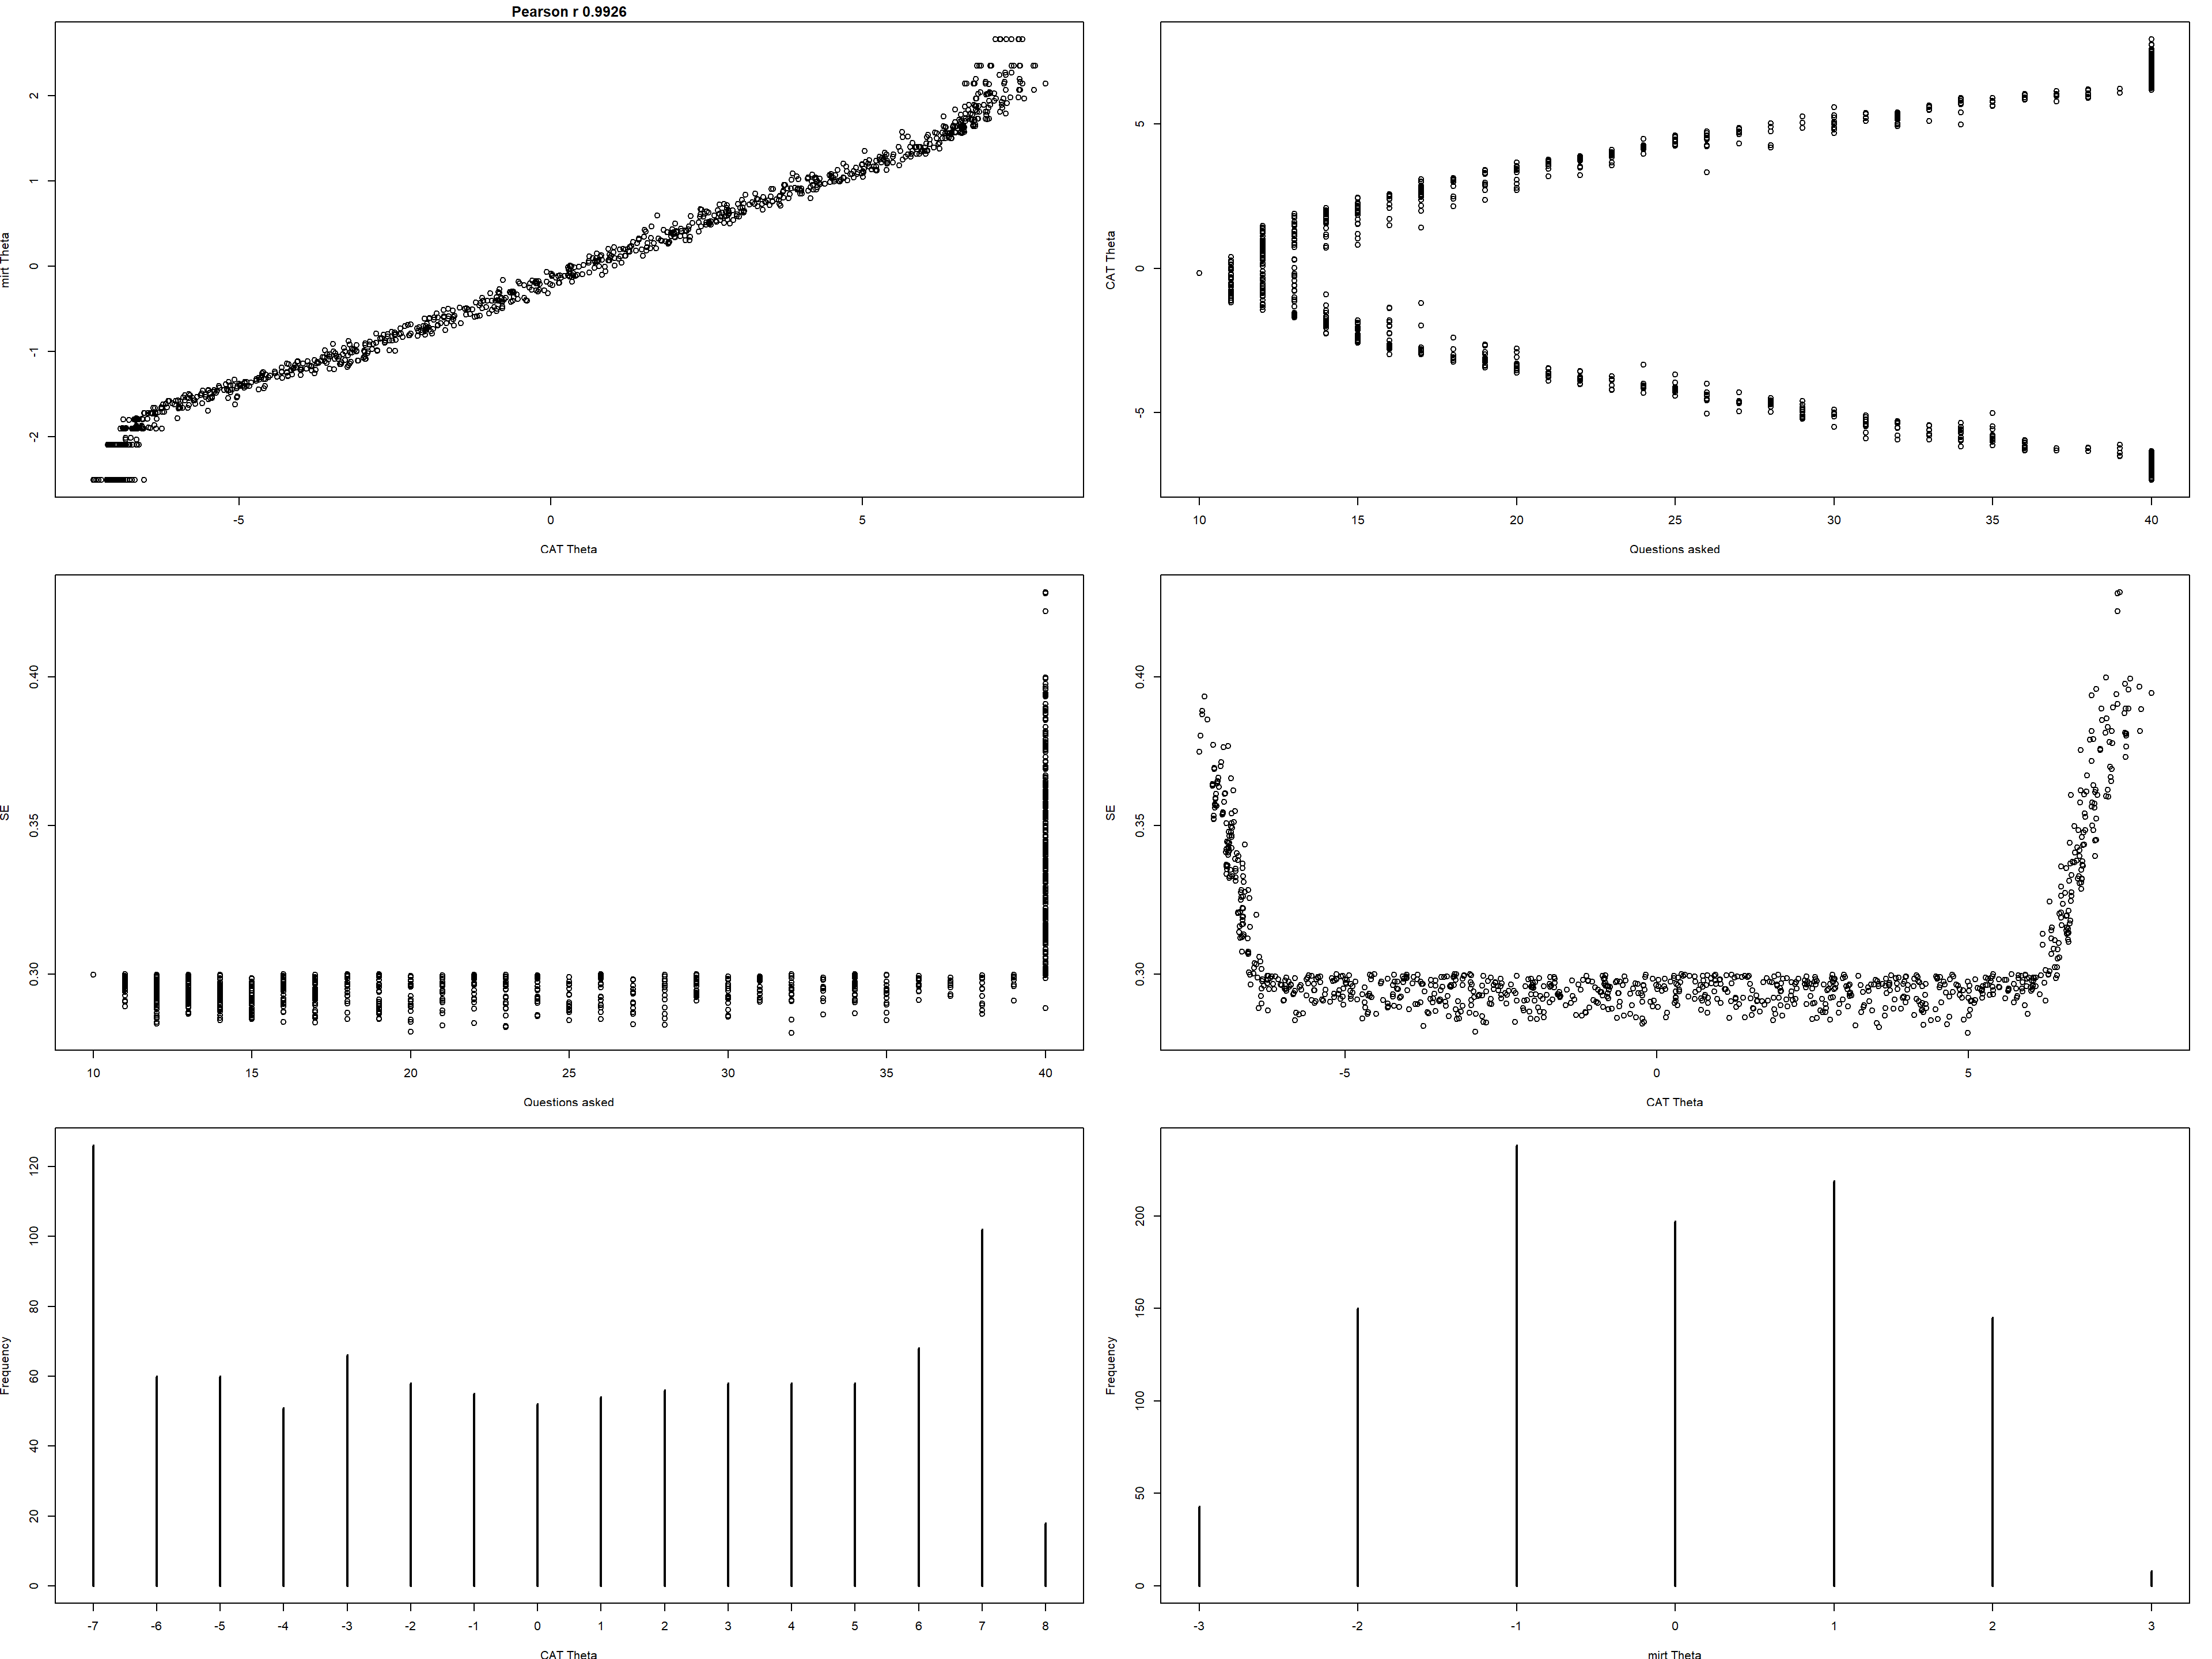 Pearson r 0.9926
mirt Theta
2
1
0
-1
-2
-5 0 5
CAT Theta
CAT Theta
5
0
-5
10 15 20 25 30 35 40
Questions asked
SE
0.40
0.35
0.30
10 15 20 25 30 35 40
Questions asked
SE
0.40
0.35
0.30
-5 0 5
CAT Theta
Frequency
120
100
80
60
40
20
0
-7 -6 -5 -4 -3 -2 -1 0 1 2 3 4 5 6 7 8
CAT Theta
Frequency
200
150
100
50
0
-3 -2 -1 0 1 2 3
mirt Theta